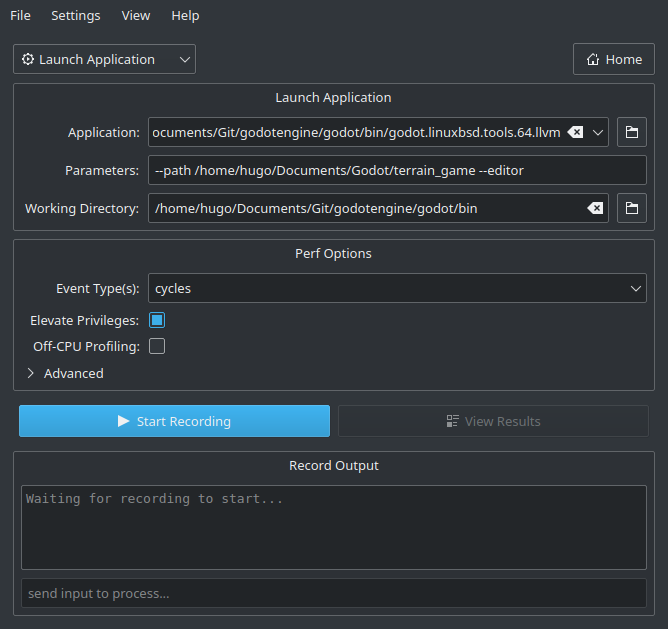 File Settings View Help
Launch Application Home
Launch Application
Application: ocuments/Git/godotengine/godot/bin/godot.linuxbsd.tools.64.llvm
Parameters: --path /home/hugo/Documents/Godot/terrain_game --editor
Working Directory: /home/hugo/Documents/Git/godotengine/godot/bin
Perf Options
Event Type(s): cycles
Elevate Privileges:
Off-CPU Profiling:
Advanced
Start Recording View Results
Record Output
Waiting for recording to start...
send input to process...